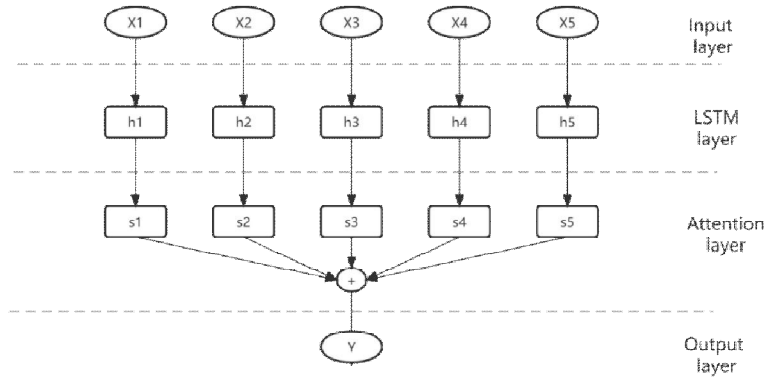 X1 X2 X3 X4 X5
Input
layer
h1 h2 h3 h4 h5
LSTM
layer
s1 s2 s3 s4 s5
Attention
layer
+
Y
Output
layer